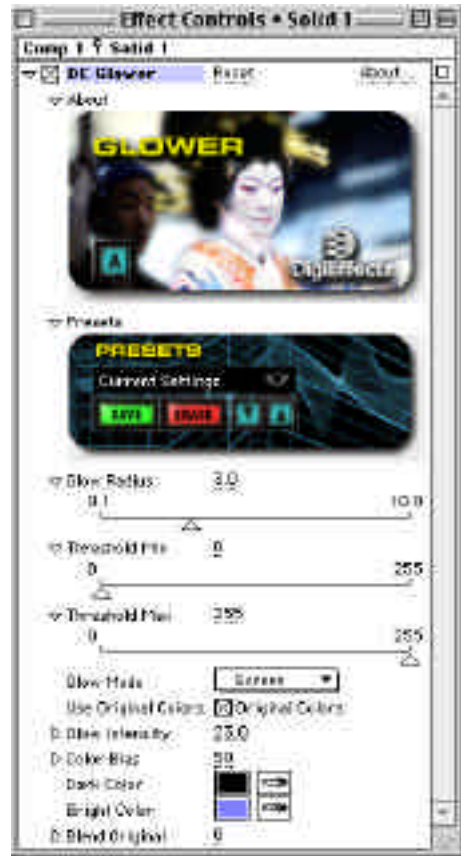 Effect Controls • Solid 1
Comp 1 Solid 1
DC Glower Reset About...
About
GLOWER
A
DigiEffects
Presets
PRESETS
Current Settings
SAVE ERASE
Glow Radius 3.0
0.1 10.0
Threshold Min 0
0 255
Threshold Max 255
0 255
Glow Mode Screen
Use Original Colors Original Colors
Glow Intensity 25.0
Color Bias 50
Dark Color
Bright Color
Blend Original 0